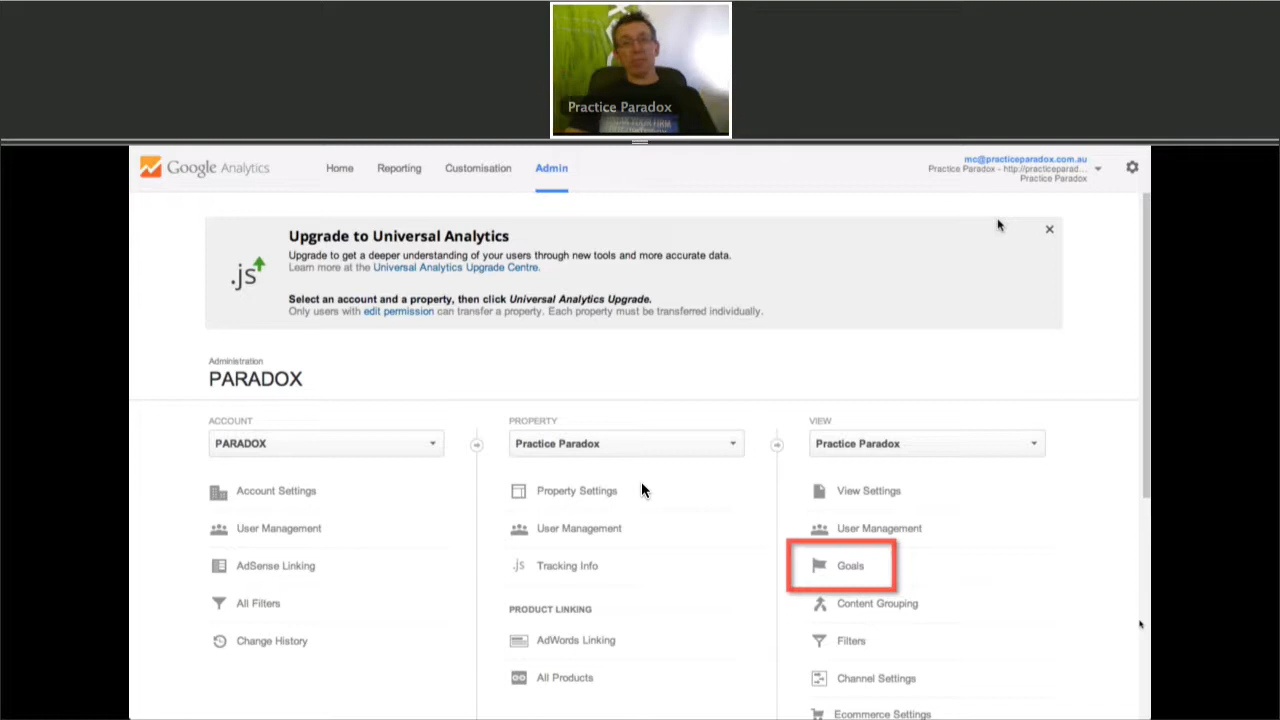 Practice Paradox
Google Analytics
Home
Reporting
Customisation
Admin
mc@practiceparadox.com.au
Practice Paradox - http://practiceparad...
Practice Paradox
Upgrade to Universal Analytics
Upgrade to get a deeper understanding of your users through new tools and more accurate data.
Learn more at the Universal Analytics Upgrade Centre.
.js
Select an account and a property, then click Universal Analytics Upgrade.
Only users with edit permission can transfer a property. Each property must be transferred individually.
Administration
PARADOX
ACCOUNT
PARADOX
Account Settings
User Management
AdSense Linking
All Filters
Change History
PROPERTY
Practice Paradox
Property Settings
User Management
.js Tracking Info
PRODUCT LINKING
AdWords Linking
All Products
VIEW
Practice Paradox
View Settings
User Management
Goals
Content Grouping
Filters
Channel Settings
Ecommerce Settings